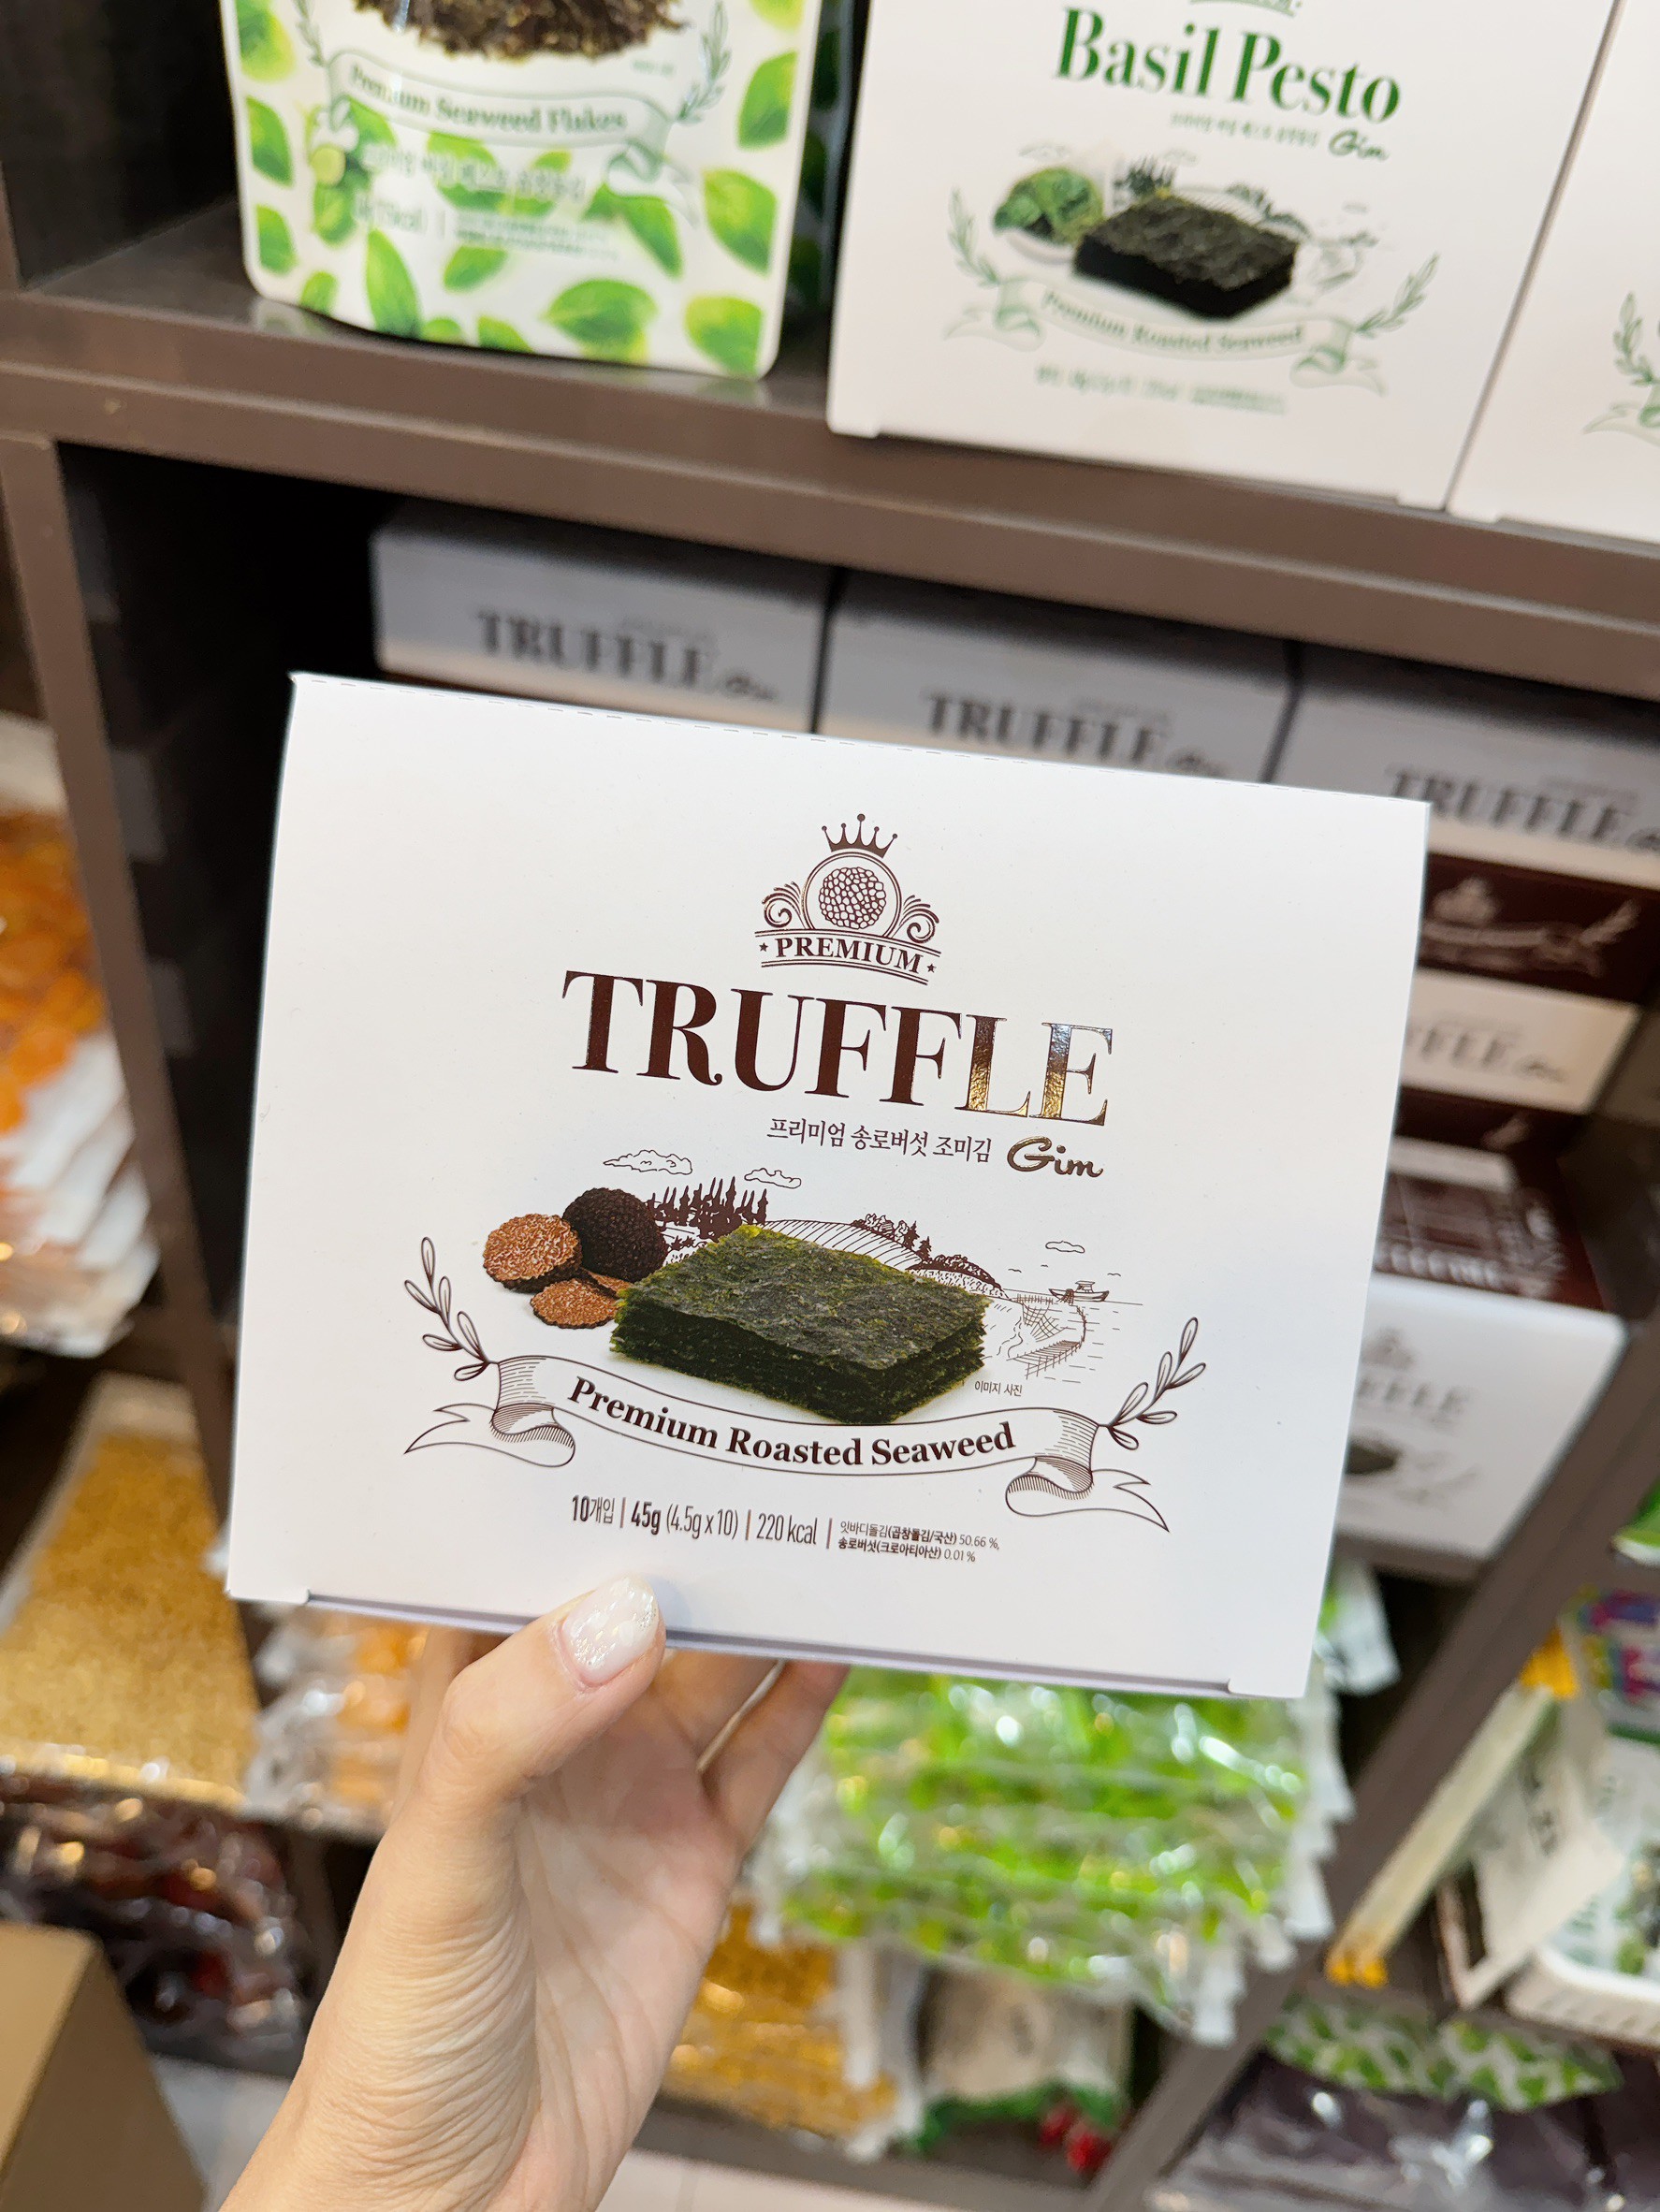 Premium Seaweed Flakes
Basil Pesto
Gim
Premium Roasted Seaweed
TRUFFLE
TRUFFLE
TRUFFLE
PREMIUM
TRUFFLE
프리미엄 송로버섯 조미김 Gim
이미지 사진
Premium Roasted Seaweed
10개입 | 45g (4.5g x 10) | 220 kcal | 잇바디돌김(곱창돌김/국산) 50.66 %,
송로버섯(크로아티아산) 0.01 %